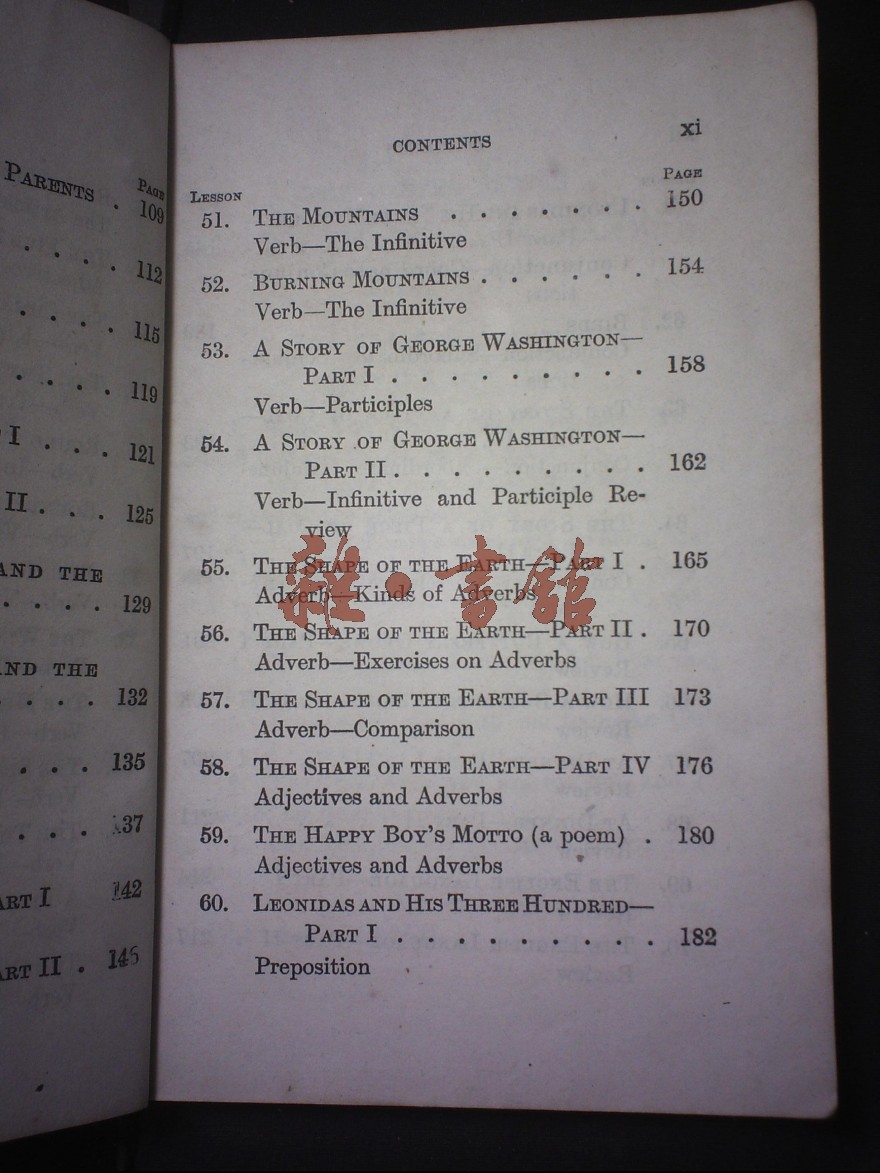 PARENTS . PAGE
109
. . . . 112
. . . . 115
. . . . 119
I . . . 121
II . . . 125
AND THE
. . . . 129
AND THE
. . . . 132
. . . 135
. . . 137
PART I 142
PART II . 146
CONTENTS xi
LESSON PAGE
51. THE MOUNTAINS . . . . . . . 150
Verb—The Infinitive
52. BURNING MOUNTAINS . . . . . . 154
Verb—The Infinitive
53. A STORY OF GEORGE WASHINGTON—
PART I . . . . . . . . . 158
Verb—Participles
54. A STORY OF GEORGE WASHINGTON—
PART II . . . . . . . . . 162
Verb—Infinitive and Participle Re-
view
55. THE SHAPE OF THE EARTH—PART I . 165
Adverb—Kinds of Adverbs
56. THE SHAPE OF THE EARTH—PART II . 170
Adverb—Exercises on Adverbs
57. THE SHAPE OF THE EARTH—PART III 173
Adverb—Comparison
58. THE SHAPE OF THE EARTH—PART IV 176
Adjectives and Adverbs
59. THE HAPPY BOY'S MOTTO (a poem) . 180
Adjectives and Adverbs
60. LEONIDAS AND HIS THREE HUNDRED—
PART I . . . . . . . . . 182
Preposition
雜·書館